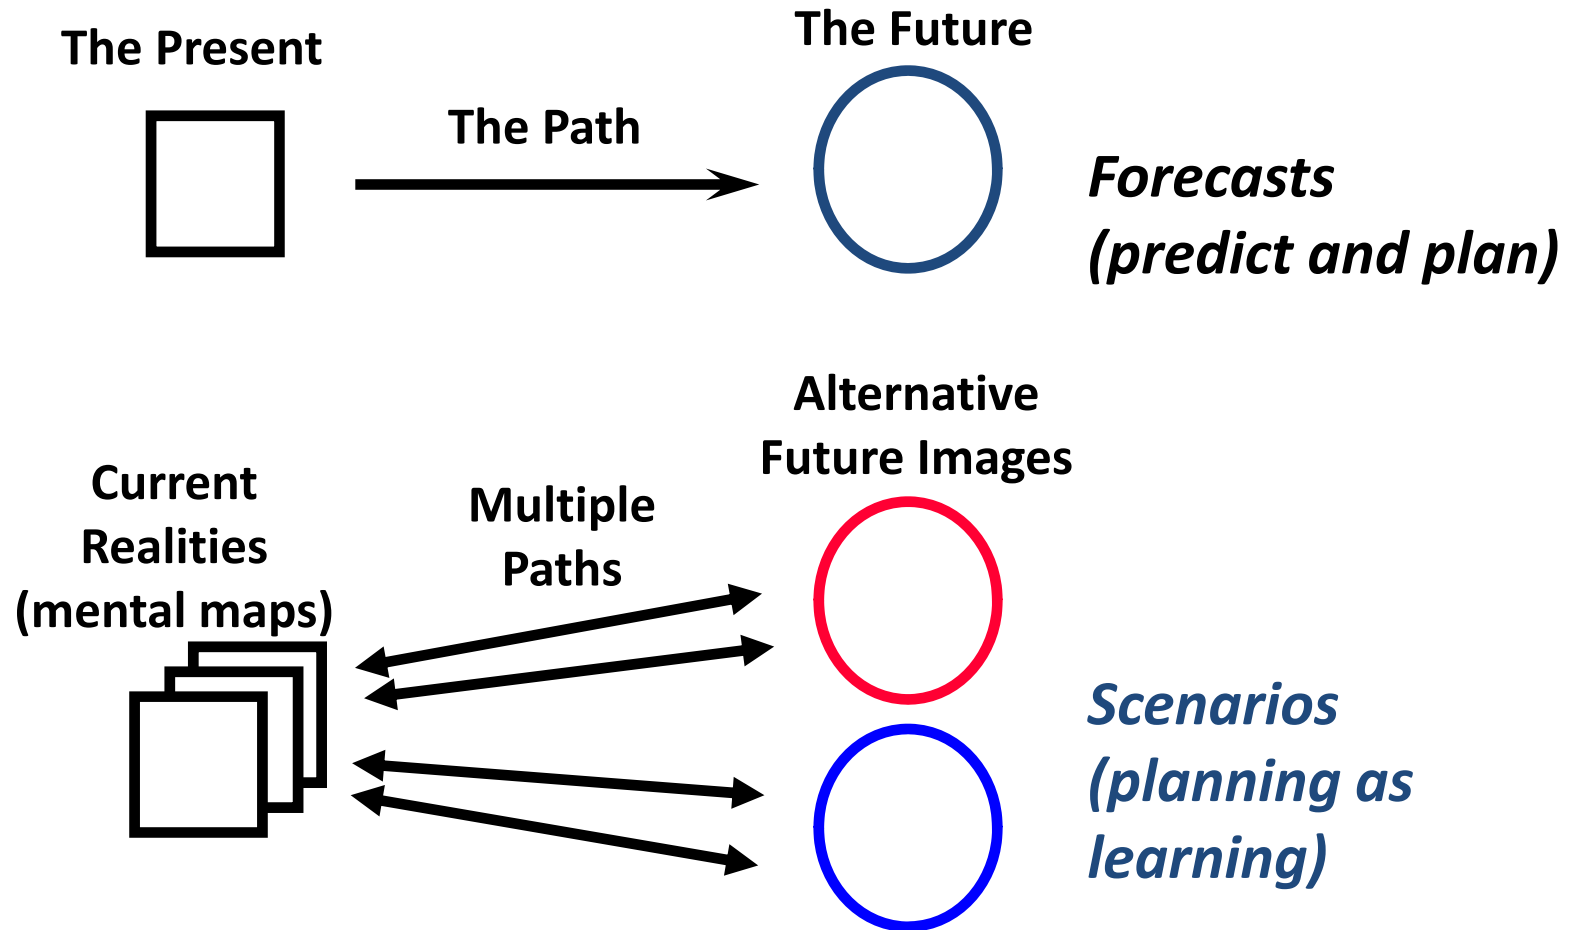 The Present
The Future
The Path
Forecasts
(predict and plan)
Alternative
Future Images
Current
Realities
(mental maps)
Multiple
Paths
Scenarios
(planning as
learning)